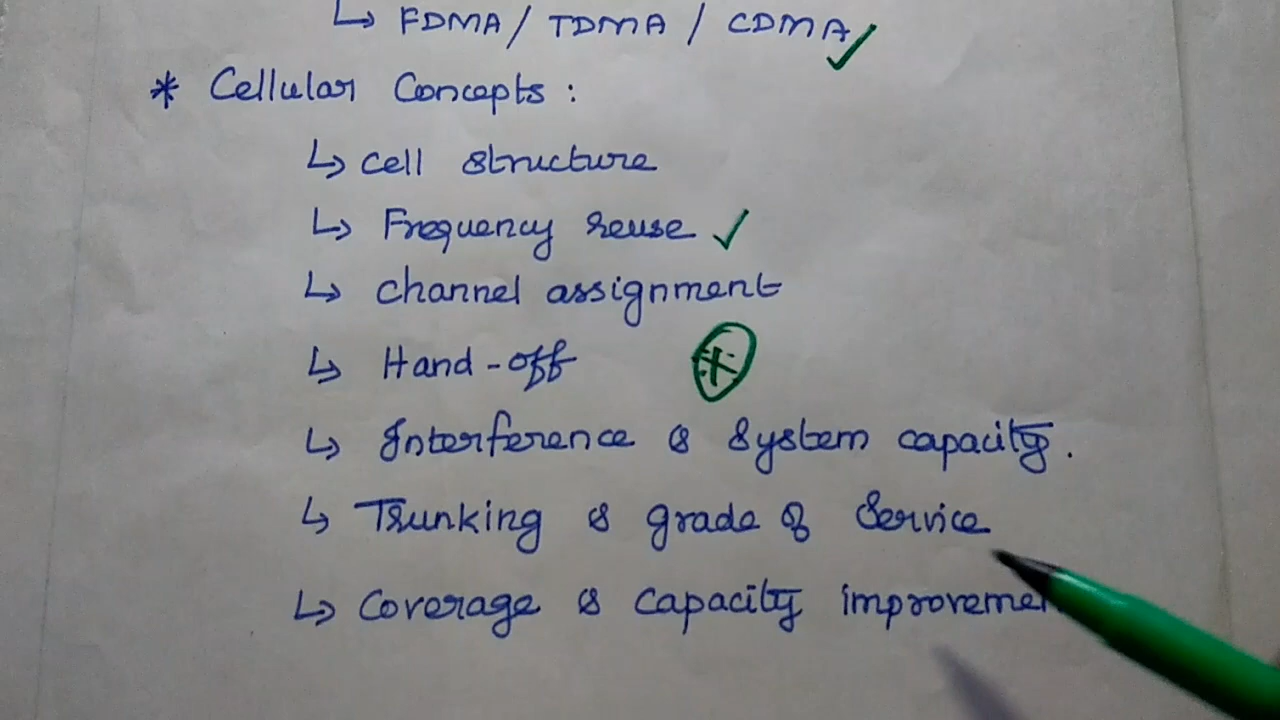 ↳ FDMA / TDMA / CDMA ✓
* Cellular Concepts :
↳ Cell structure
↳ Frequency reuse ✓
↳ Channel assignment
↳ Hand-off *
↳ Interference & System capacity.
↳ Trunking & grade of Service
↳ Coverage & capacity improvemen